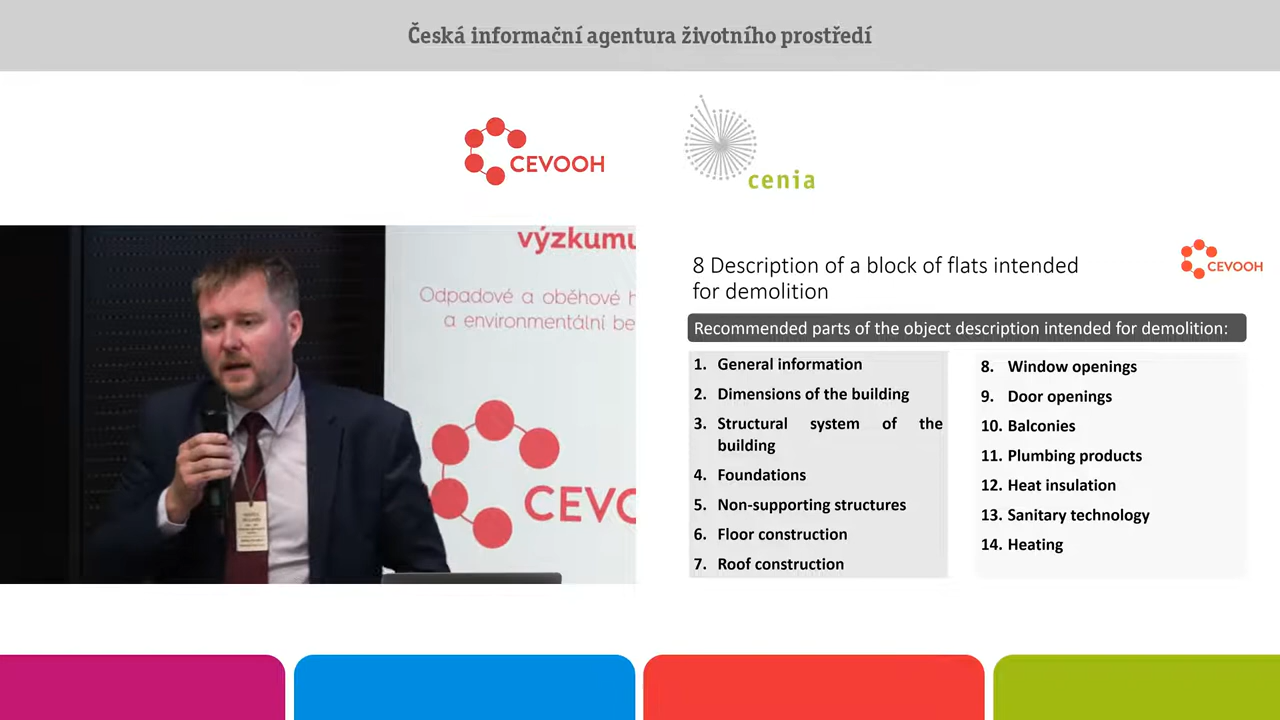 Česká informační agentura životního prostředí
CEVOOH
cenia
výzkumu
Odpadové a oběhové h
a environmentální be
CEVO
8 Description of a block of flats intended
for demolition
CEVOOH
Recommended parts of the object description intended for demolition:
1. General information
2. Dimensions of the building
3. Structural system of the
building
4. Foundations
5. Non-supporting structures
6. Floor construction
7. Roof construction
8. Window openings
9. Door openings
10. Balconies
11. Plumbing products
12. Heat insulation
13. Sanitary technology
14. Heating